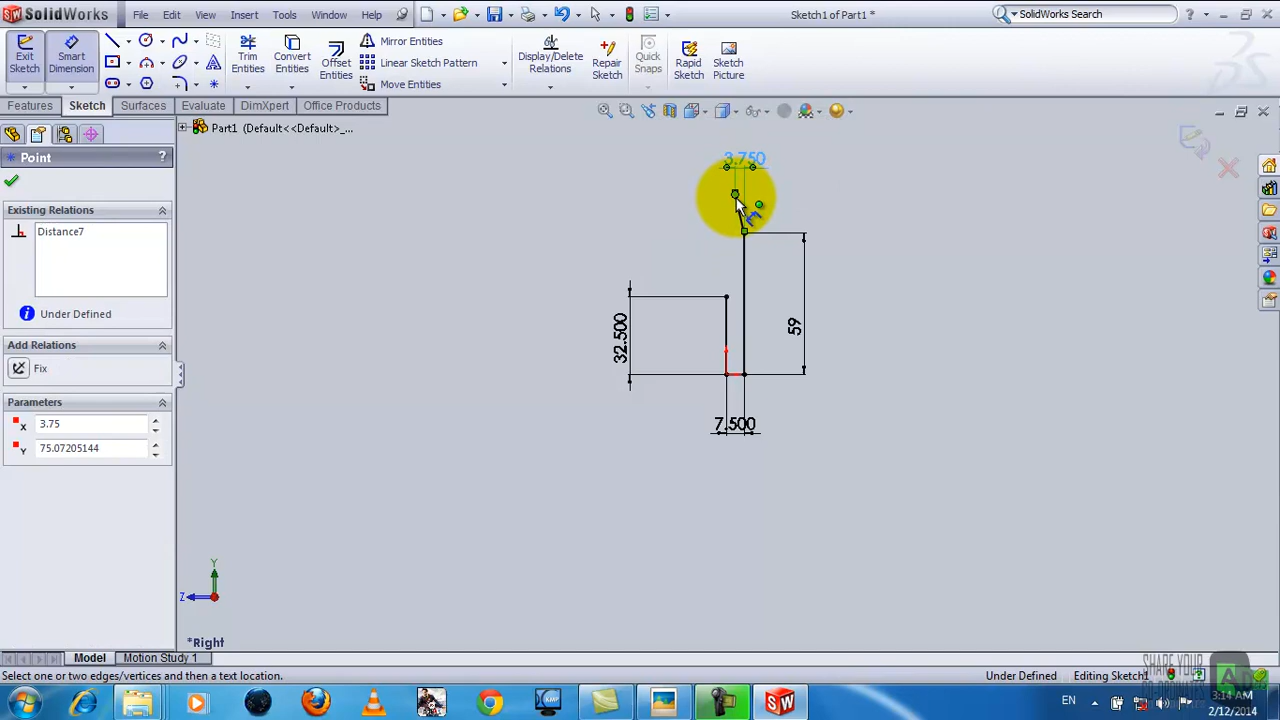 SolidWorks
File
Edit
View
Insert
Tools
Window
Help
Sketch1 of Part1 *
SolidWorks Search
Exit Sketch
Smart Dimension
Trim Entities
Convert Entities
Offset Entities
Mirror Entities
Linear Sketch Pattern
Move Entities
Display/Delete Relations
Repair Sketch
Quick Snaps
Rapid Sketch
Sketch Picture
Features
Sketch
Surfaces
Evaluate
DimXpert
Office Products
Part1 (Default<<Default>_...
Point
?
Existing Relations
Distance7
Under Defined
Add Relations
Fix
Parameters
X 3.75
Y 75.07205144
3.750
59
32.500
7.500
Y
Z
*Right
Model
Motion Study 1
Select one or two edges/vertices and then a text location.
Under Defined
Editing Sketch1
SHARE YOUR
EN
3:14 AM
2/12/2014